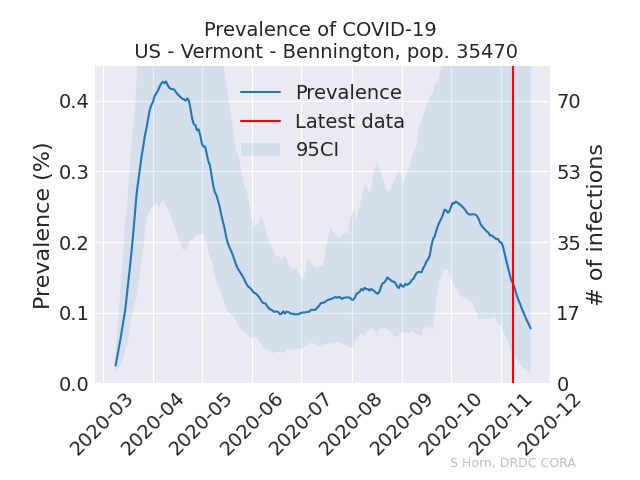 Prevalence of COVID-19
US - Vermont - Bennington, pop. 35470
Prevalence
Latest data
95CI
Prevalence (%)
0.4
0.3
0.2
0.1
0.0
70
53
35
17
0
# of infections
2020-03
2020-04
2020-05
2020-06
2020-07
2020-08
2020-09
2020-10
2020-11
2020-12
S Horn, DRDC CORA